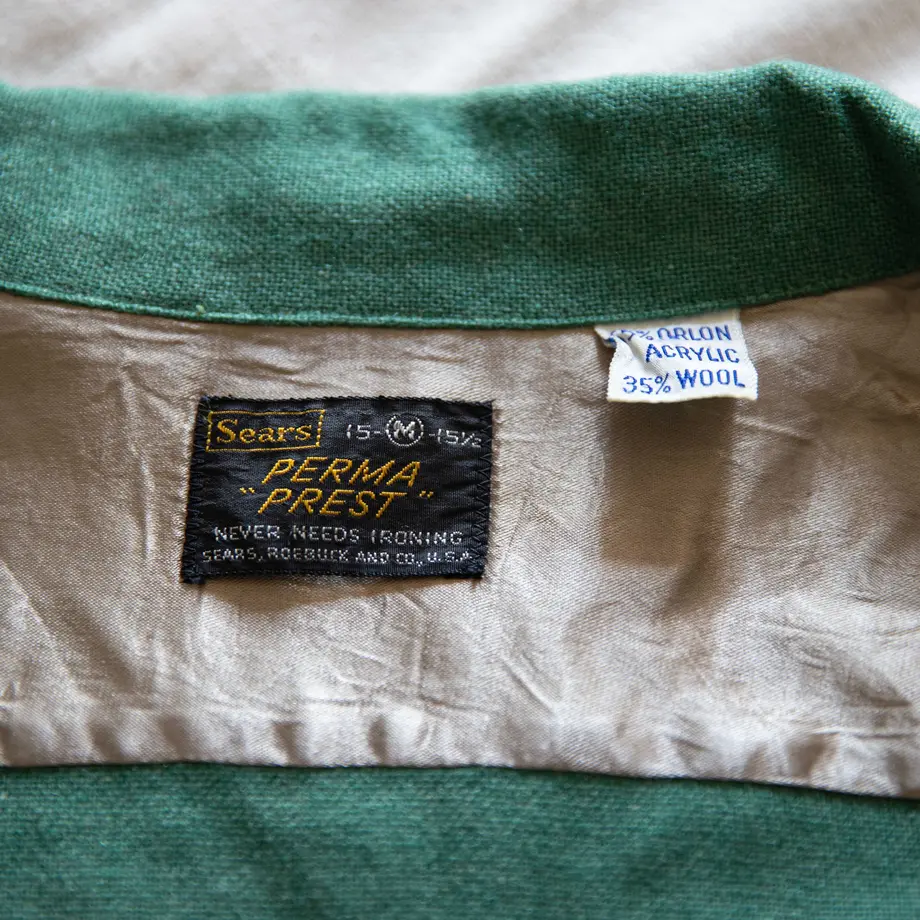 Sears 15-M-15½
PERMA
"PREST"
NEVER NEEDS IRONING
SEARS, ROEBUCK AND CO., U.S.A.
% ORLON
ACRYLIC
35% WOOL